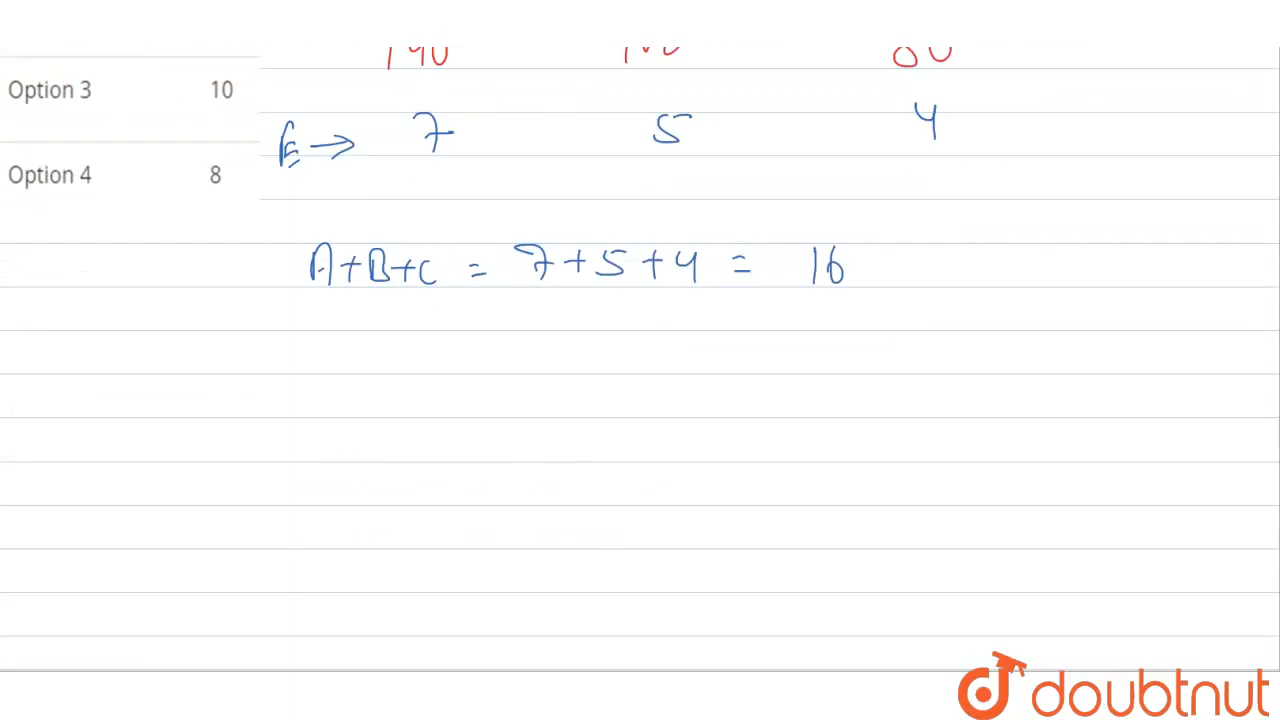 Option 3 10
E → 7 5 4
Option 4 8
A+B+C = 7+5+4 = 16
doubtnut